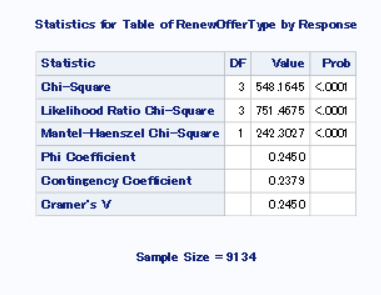 Statistics for Table of RenewOfferType by Response
Statistic DF Value Prob
Chi-Square 3 548.1645 <.0001
Likelihood Ratio Chi-Square 3 751.4675 <.0001
Mantel-Haenszel Chi-Square 1 242.3027 <.0001
Phi Coefficient 0.2450
Contingency Coefficient 0.2379
Cramer's V 0.2450
Sample Size = 9134